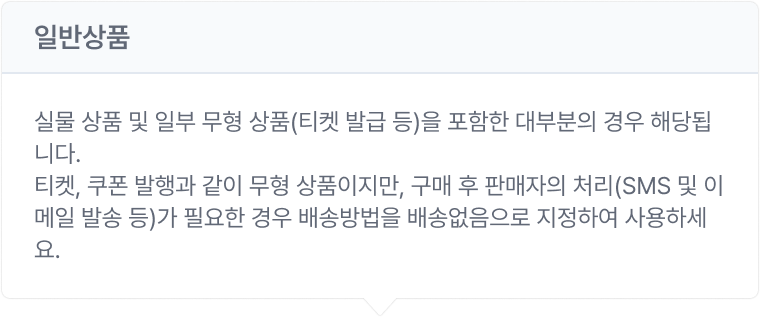 일반상품
실물 상품 및 일부 무형 상품(티켓 발급 등)을 포함한 대부분의 경우 해당됩
니다.
티켓, 쿠폰 발행과 같이 무형 상품이지만, 구매 후 판매자의 처리(SMS 및 이
메일 발송 등)가 필요한 경우 배송방법을 배송없음으로 지정하여 사용하세
요.